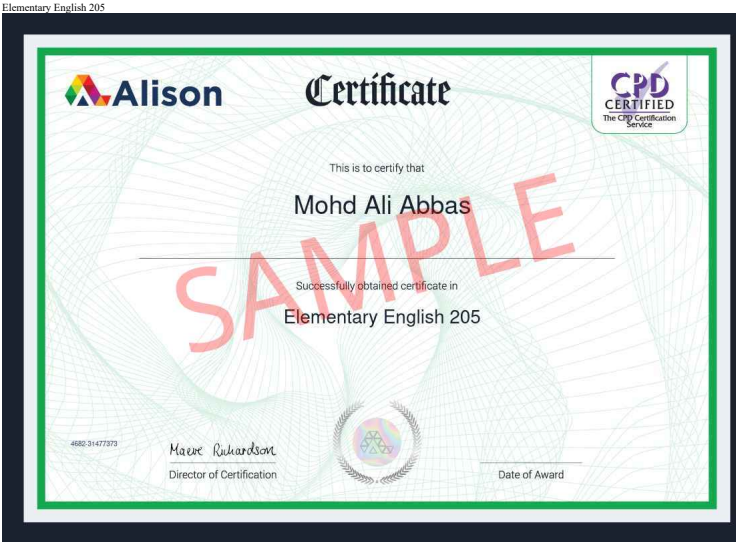 Elementary English 205
Alison
Certificate
CPD
CERTIFIED
The CPD Certification
Service
This is to certify that
Mohd Ali Abbas
SAMPLE
Successfully obtained certificate in
Elementary English 205
4682-31477373
Maeve Richardson
Director of Certification
Date of Award